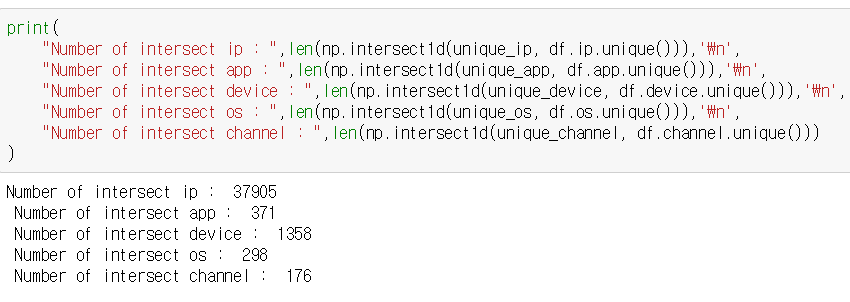 print(
    "Number of intersect ip : ",len(np.intersect1d(unique_ip, df.ip.unique())),'₩n',
    "Number of intersect app : ",len(np.intersect1d(unique_app, df.app.unique())),'₩n',
    "Number of intersect device : ",len(np.intersect1d(unique_device, df.device.unique())),'₩n',
    "Number of intersect os : ",len(np.intersect1d(unique_os, df.os.unique())),'₩n',
    "Number of intersect channel : ",len(np.intersect1d(unique_channel, df.channel.unique()))
)
Number of intersect ip :  37905
 Number of intersect app :  371
 Number of intersect device :  1358
 Number of intersect os :  298
 Number of intersect channel :  176